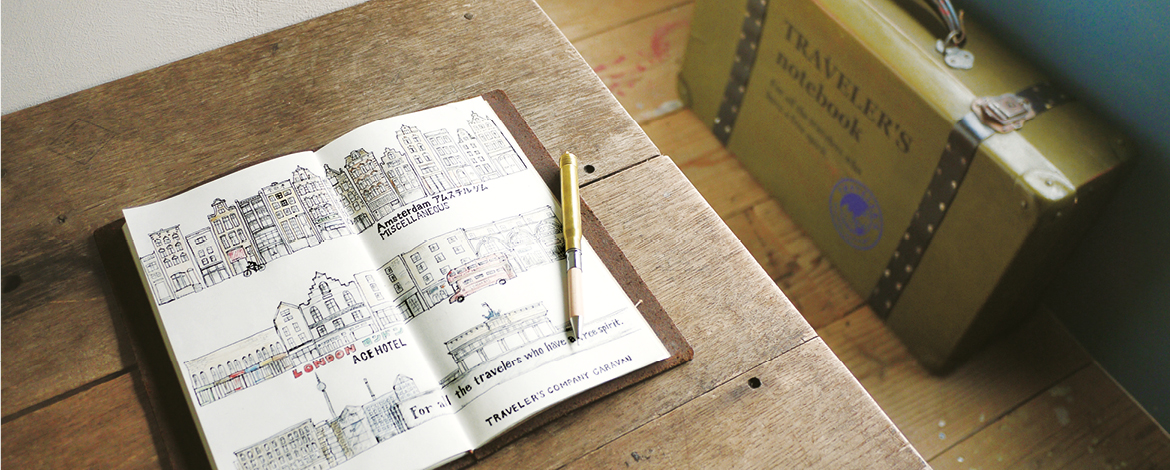 Amsterdam アムステルダム
MISCELLANEOUS
LONDON
ACE HOTEL
For all the travelers who have a free spirit.
TRAVELER'S COMPANY CARAVAN
TRAVELER'S
notebook
For all the travelers who
have a free spirit